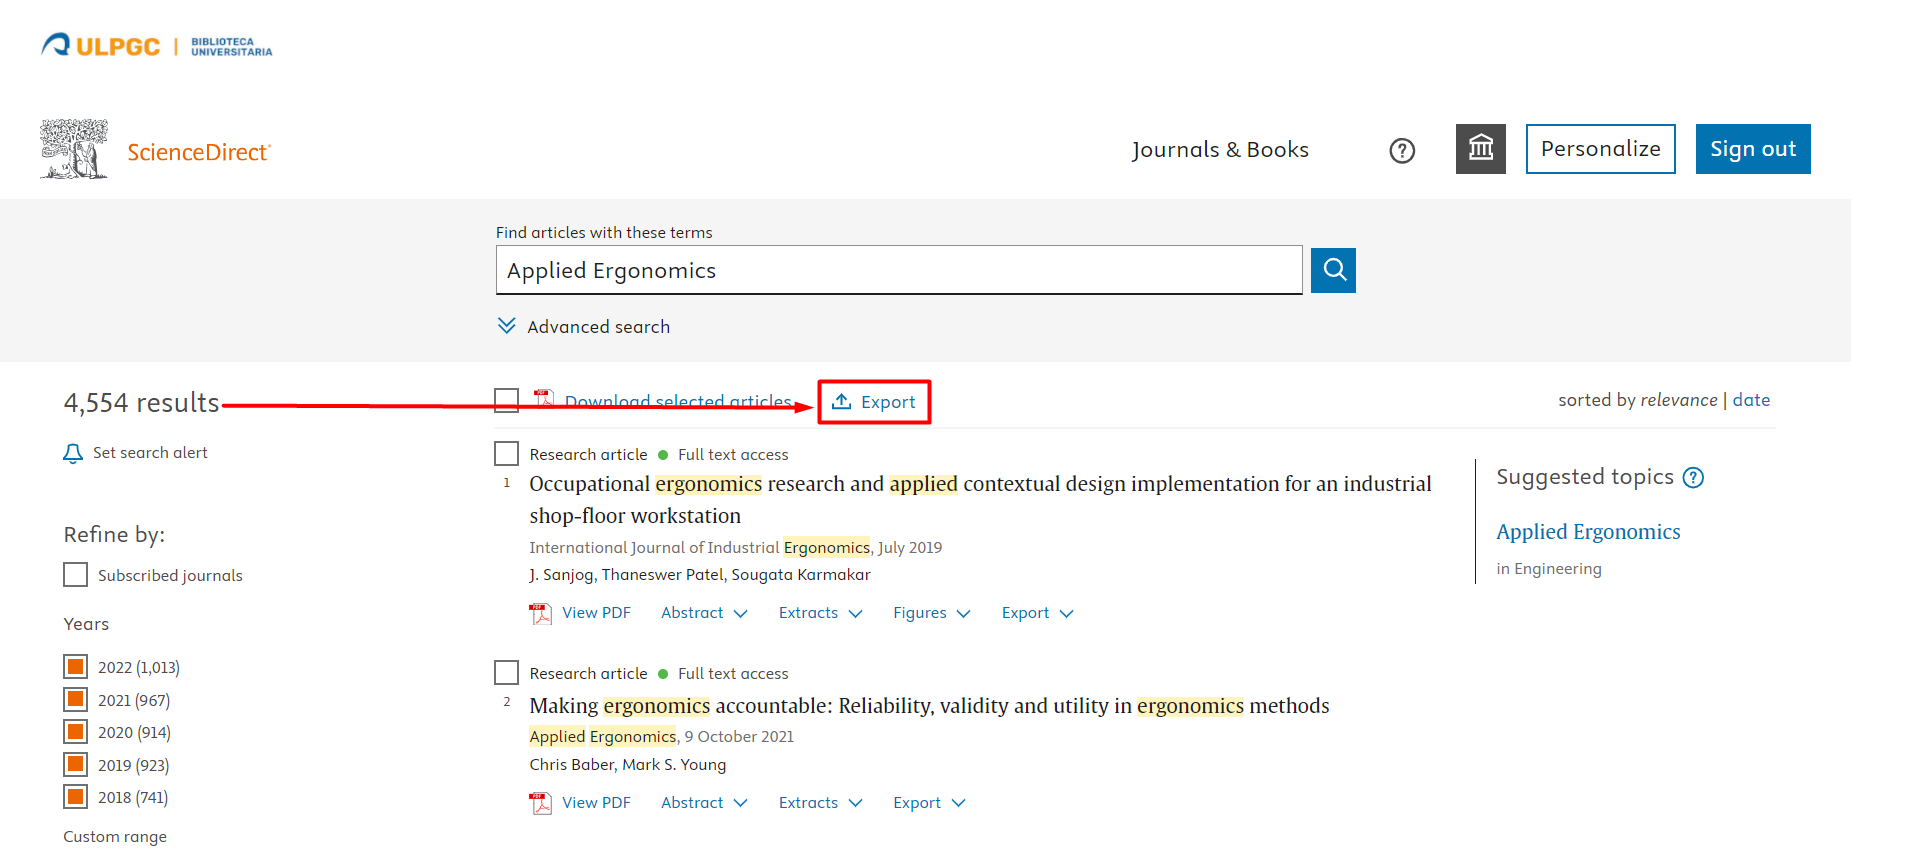 ULPGC | BIBLIOTECA
UNIVERSITARIA
ScienceDirect®
Journals & Books
?
Personalize
Sign out
Find articles with these terms
Applied Ergonomics
Advanced search
4,554 results
Download selected articles
Export
sorted by relevance | date
Set search alert
Refine by:
Subscribed journals
Years
2022 (1,013)
2021 (967)
2020 (914)
2019 (923)
2018 (741)
Custom range
Research article ● Full text access
1
Occupational ergonomics research and applied contextual design implementation for an industrial
shop-floor workstation
International Journal of Industrial Ergonomics, July 2019
J. Sanjog, Thaneswer Patel, Sougata Karmakar
PDF View PDF Abstract Extracts Figures Export
Research article ● Full text access
2
Making ergonomics accountable: Reliability, validity and utility in ergonomics methods
Applied Ergonomics, 9 October 2021
Chris Baber, Mark S. Young
PDF View PDF Abstract Extracts Export
Suggested topics ?
Applied Ergonomics
in Engineering